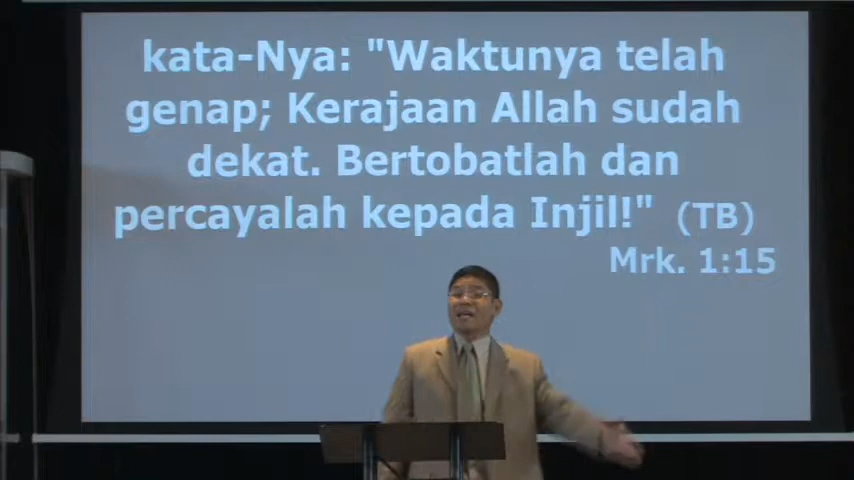 kata-Nya: "Waktunya telah
genap; Kerajaan Allah sudah
dekat. Bertobatlah dan
percayalah kepada Injil!" (TB)
Mrk. 1:15